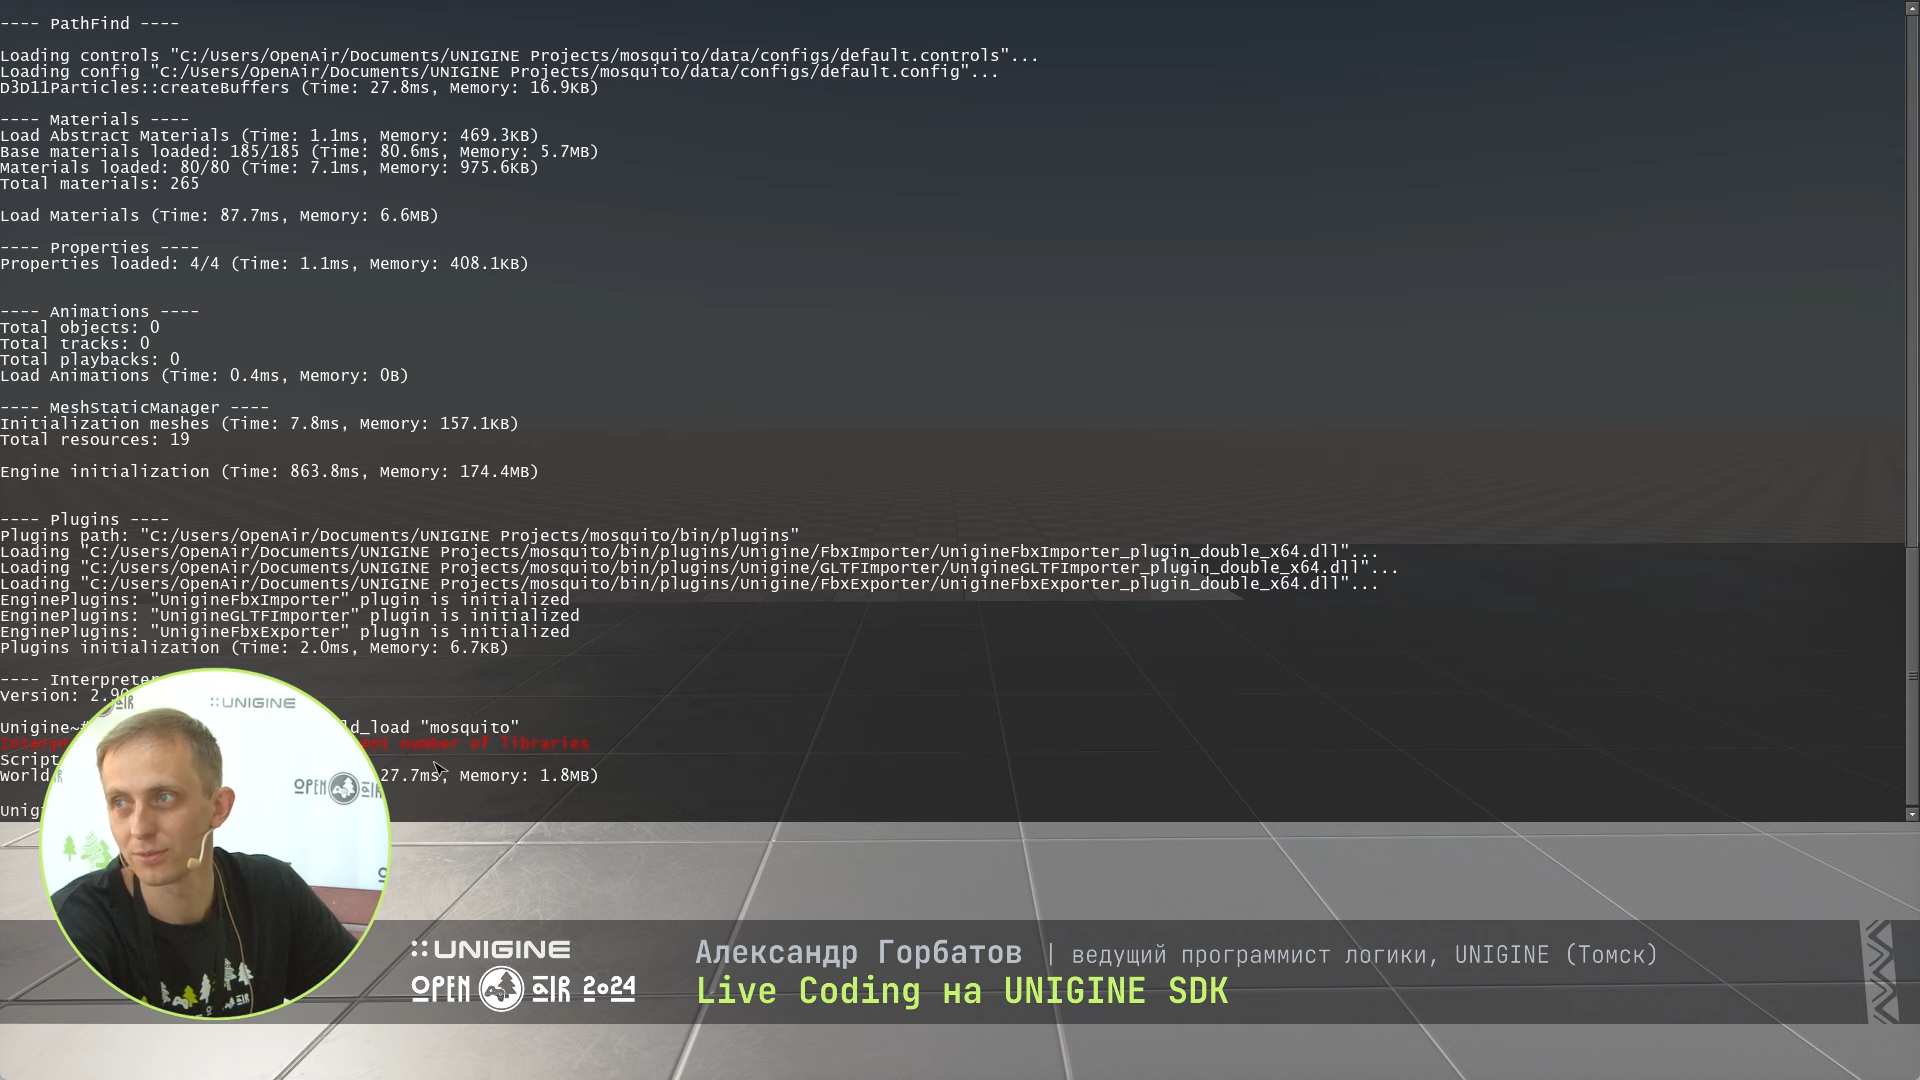 ---- PathFind ----
Loading controls "C:/Users/OpenAir/Documents/UNIGINE Projects/mosquito/data/configs/default.controls"...
Loading config "C:/Users/OpenAir/Documents/UNIGINE Projects/mosquito/data/configs/default.config"...
D3D11Particles::createBuffers (Time: 27.8ms, Memory: 16.9KB)
---- Materials ----
Load Abstract Materials (Time: 1.1ms, Memory: 469.3KB)
Base materials loaded: 185/185 (Time: 80.6ms, Memory: 5.7MB)
Materials loaded: 80/80 (Time: 7.1ms, Memory: 975.6KB)
Total materials: 265
Load Materials (Time: 87.7ms, Memory: 6.6MB)
---- Properties ----
Properties loaded: 4/4 (Time: 1.1ms, Memory: 408.1KB)
---- Animations ----
Total objects: 0
Total tracks: 0
Total playbacks: 0
Load Animations (Time: 0.4ms, Memory: 0B)
---- MeshStaticManager ----
Initialization meshes (Time: 7.8ms, Memory: 157.1KB)
Total resources: 19
Engine initialization (Time: 863.8ms, Memory: 174.4MB)
---- Plugins ----
Plugins path: "C:/Users/OpenAir/Documents/UNIGINE Projects/mosquito/bin/plugins"
Loading "C:/Users/OpenAir/Documents/UNIGINE Projects/mosquito/bin/plugins/Unigine/FbxImporter/UnigineFbxImporter_plugin_double_x64.dll"...
Loading "C:/Users/OpenAir/Documents/UNIGINE Projects/mosquito/bin/plugins/Unigine/GLTFImporter/UnigineGLTFImporter_plugin_double_x64.dll"...
Loading "C:/Users/OpenAir/Documents/UNIGINE Projects/mosquito/bin/plugins/Unigine/FbxExporter/UnigineFbxExporter_plugin_double_x64.dll"...
EnginePlugins: "UnigineFbxImporter" plugin is initialized
EnginePlugins: "UnigineGLTFImporter" plugin is initialized
EnginePlugins: "UnigineFbxExporter" plugin is initialized
Plugins initialization (Time: 2.0ms, Memory: 6.7KB)
---- Interpreter
Version: 2.90
Unigine~# ld_load "mosquito"
Interpr ent number of libraries
Script
World 27.7ms, Memory: 1.8MB)
Unig
UNIGINE
OPEN AIR
UNIGINE
OPEN AIR 2024
Александр Горбатов | ведущий программист логики, UNIGINE (Томск)
Live Coding на UNIGINE SDK